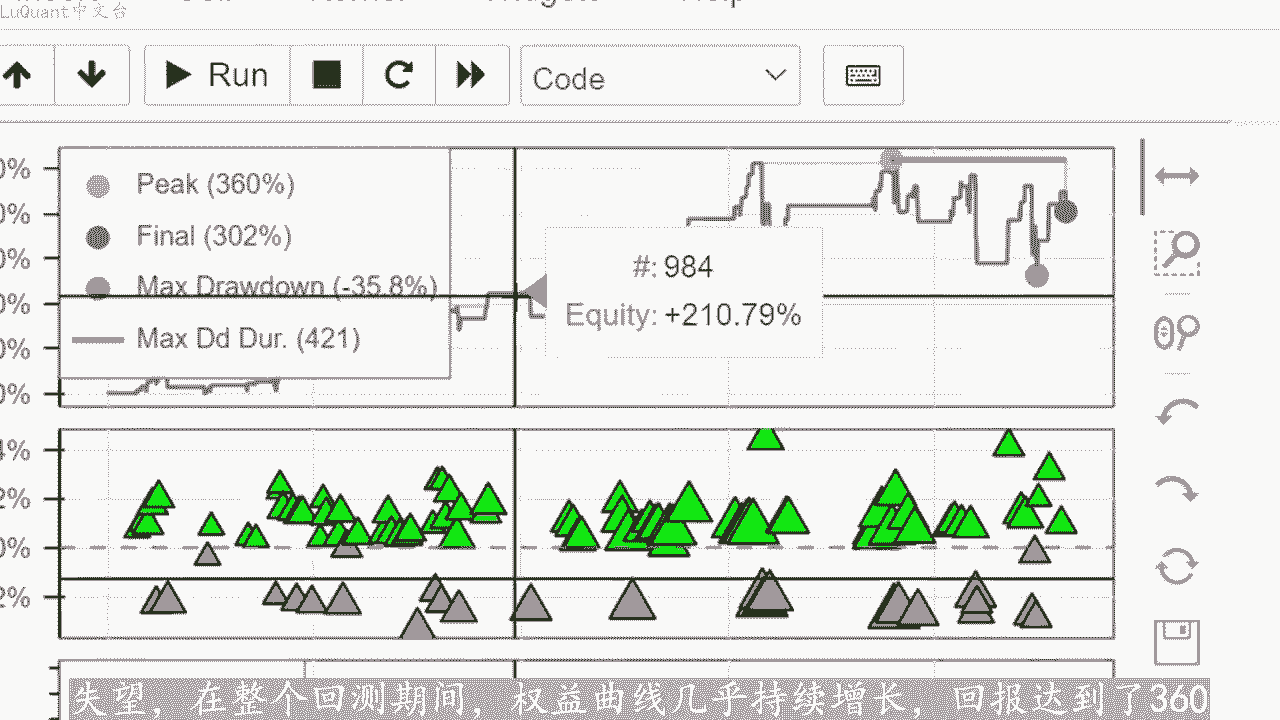 LuQuant中文台
Run
Code
Peak (360%)
Final (302%)
Max Drawdown (-35.8%)
Max Dd Dur. (421)
#: 984
Equity: +210.79%
0%
0%
0%
0%
0%
0%
4%
2%
0%
2%
失望，在整个回测期间，权益曲线几乎持续增长，回报达到了360